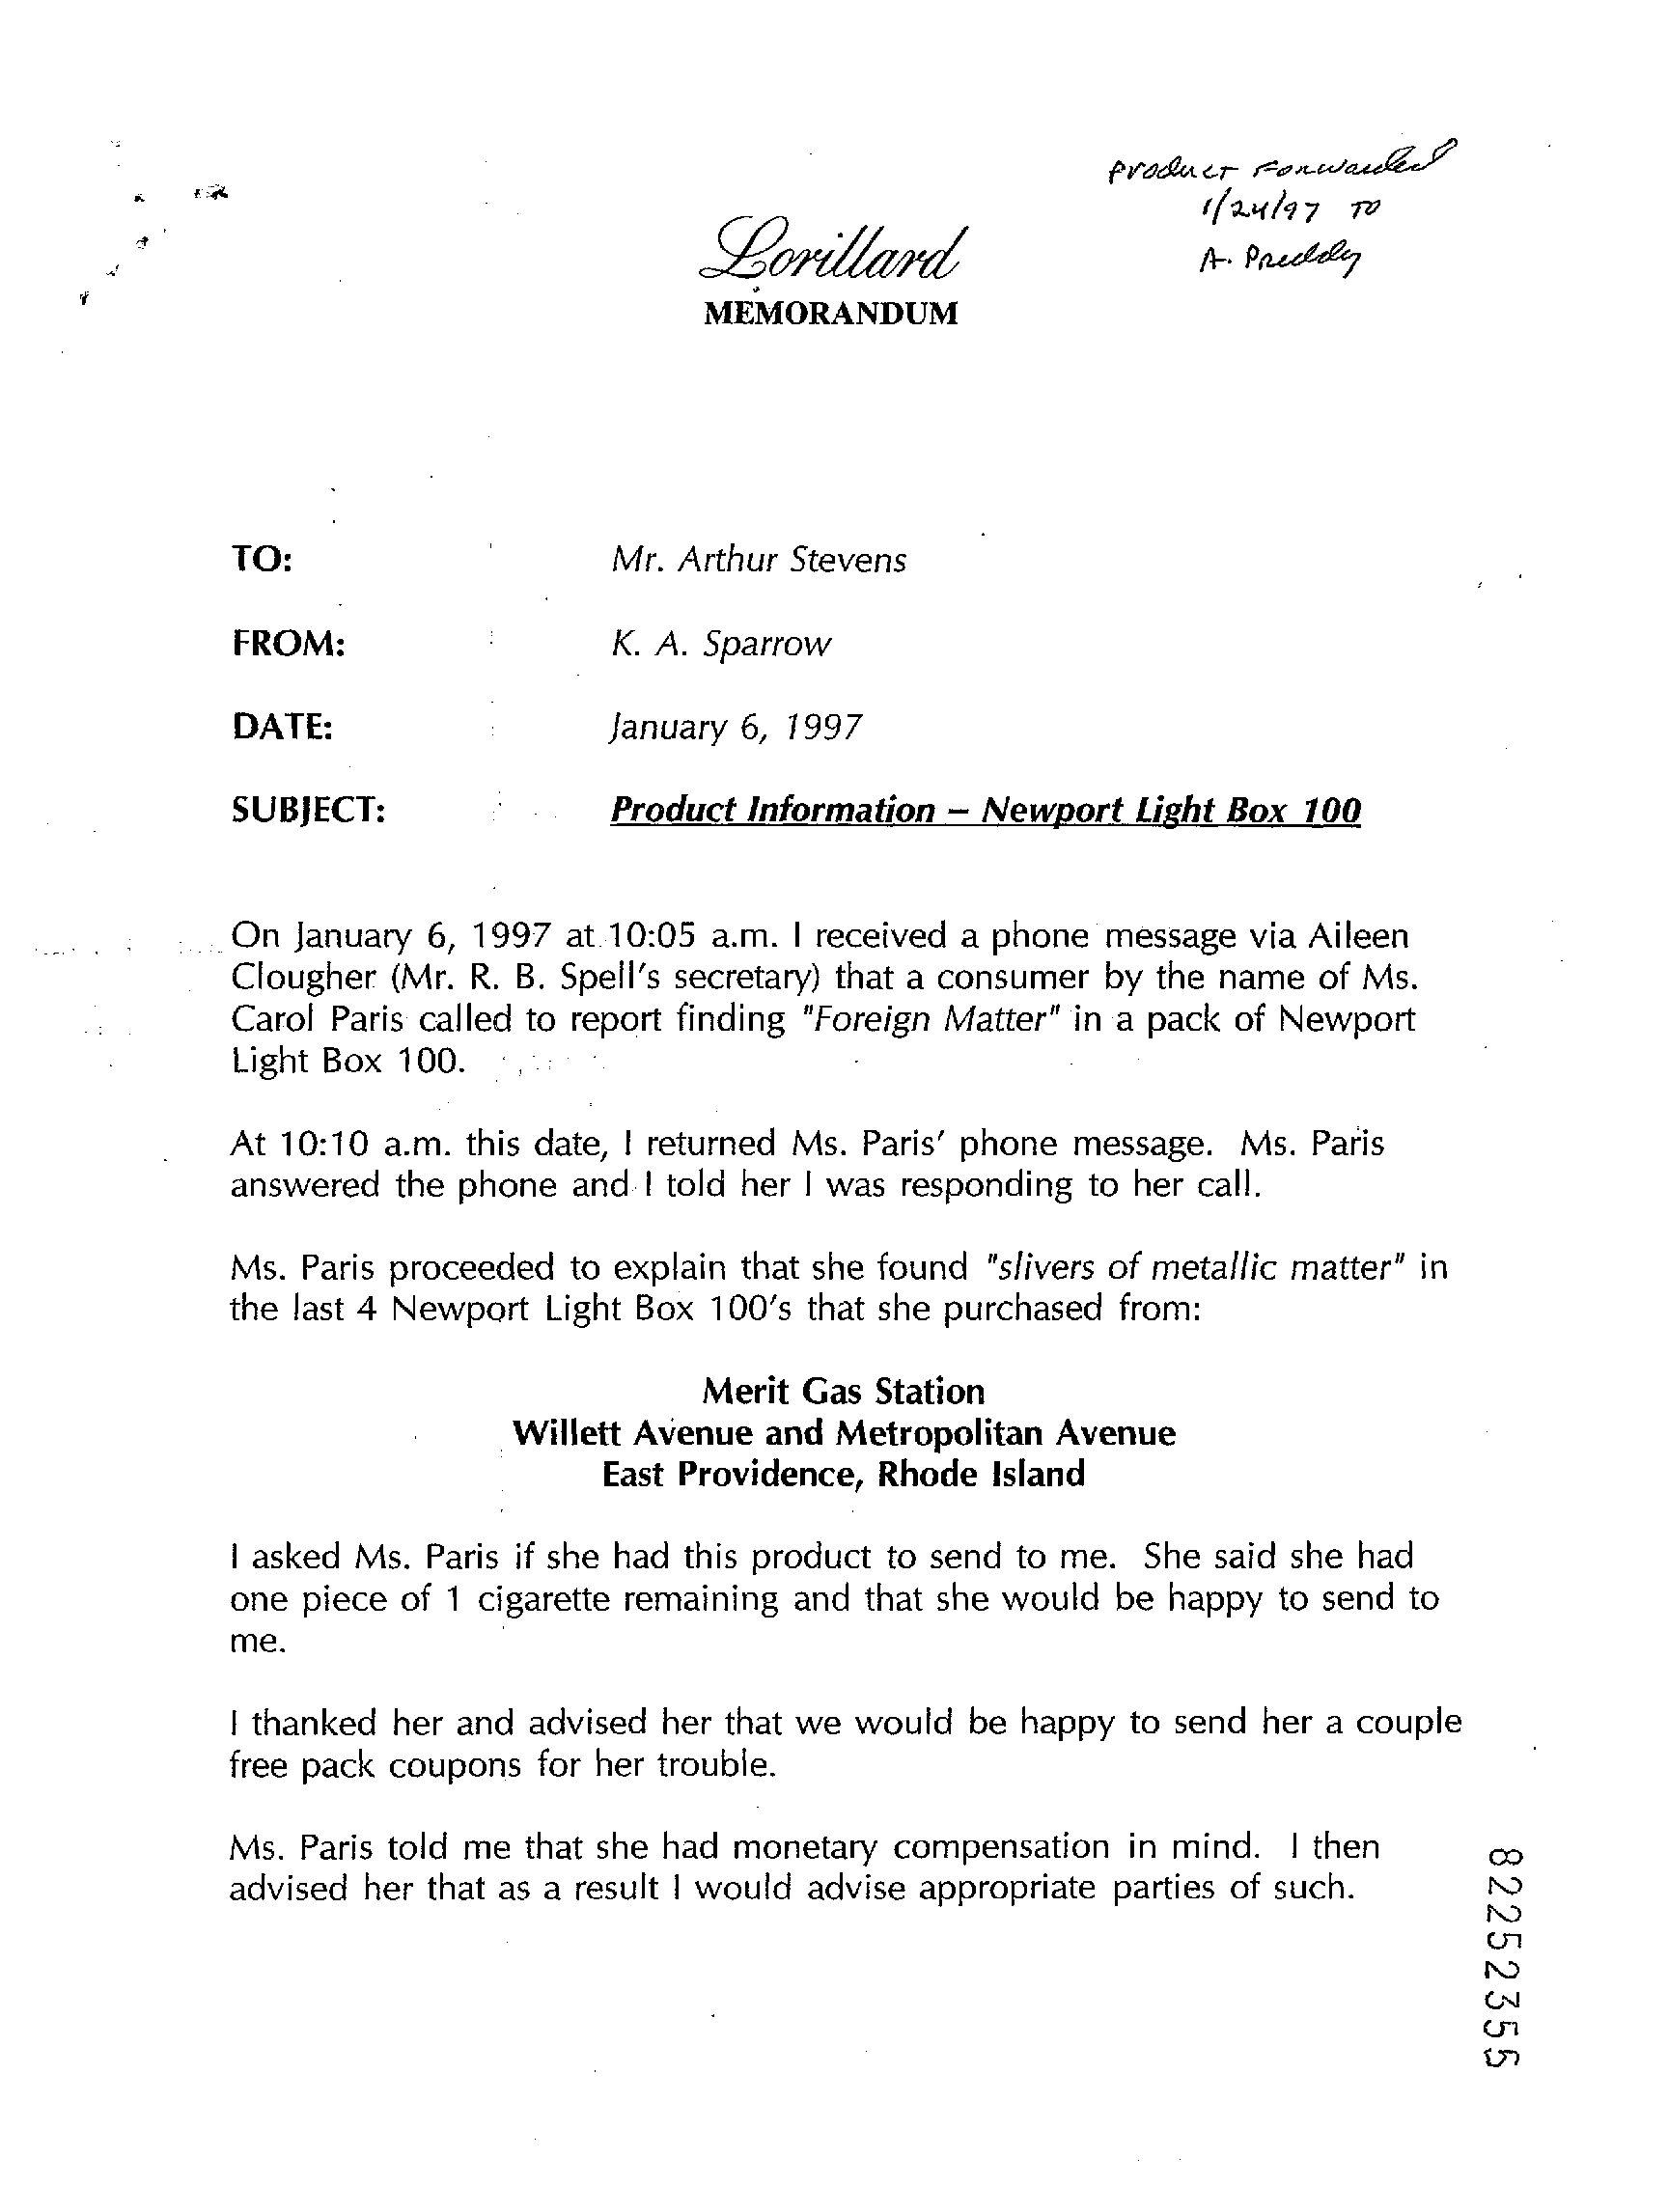 Product Forwarded
1/24/97 TO
A. Preddy
Lorillard
MEMORANDUM
TO: Mr. Arthur Stevens
FROM: K. A. Sparrow
DATE: January 6, 1997
SUBJECT: Product Information – Newport Light Box 100
On January 6, 1997 at 10:05 a.m. I received a phone message via Aileen
Clougher (Mr. R. B. Spell's secretary) that a consumer by the name of Ms.
Carol Paris called to report finding "Foreign Matter" in a pack of Newport
Light Box 100.
At 10:10 a.m. this date, I returned Ms. Paris' phone message. Ms. Paris
answered the phone and I told her I was responding to her call.
Ms. Paris proceeded to explain that she found "slivers of metallic matter" in
the last 4 Newport Light Box 100's that she purchased from:
Merit Gas Station
Willett Avenue and Metropolitan Avenue
East Providence, Rhode Island
I asked Ms. Paris if she had this product to send to me. She said she had
one piece of 1 cigarette remaining and that she would be happy to send to
me.
I thanked her and advised her that we would be happy to send her a couple
free pack coupons for her trouble.
Ms. Paris told me that she had monetary compensation in mind. I then
advised her that as a result I would advise appropriate parties of such.
82252355